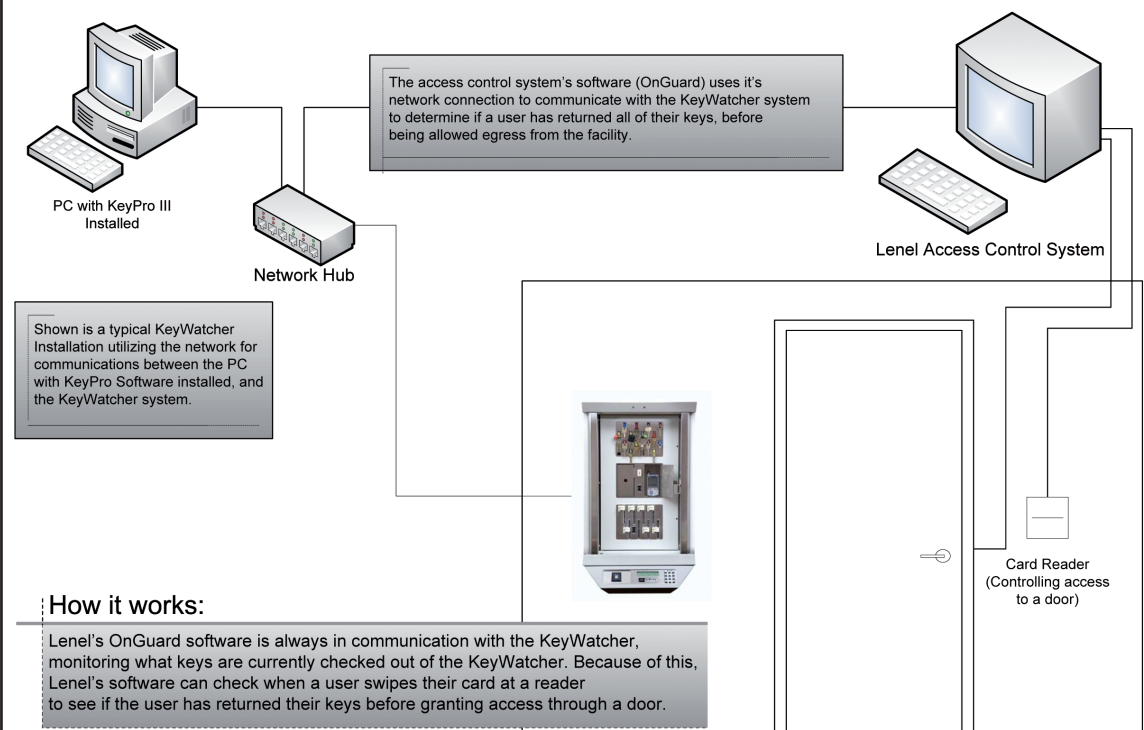 The access control system's software (OnGuard) uses it's
network connection to communicate with the KeyWatcher system
to determine if a user has returned all of their keys, before
being allowed egress from the facility.
PC with KeyPro III
Installed
Network Hub
Lenel Access Control System
Shown is a typical KeyWatcher
Installation utilizing the network for
communications between the PC
with KeyPro Software installed, and
the KeyWatcher system.
Card Reader
(Controlling access
to a door)
How it works:
Lenel's OnGuard software is always in communication with the KeyWatcher,
monitoring what keys are currently checked out of the KeyWatcher. Because of this,
Lenel's software can check when a user swipes their card at a reader
to see if the user has returned their keys before granting access through a door.